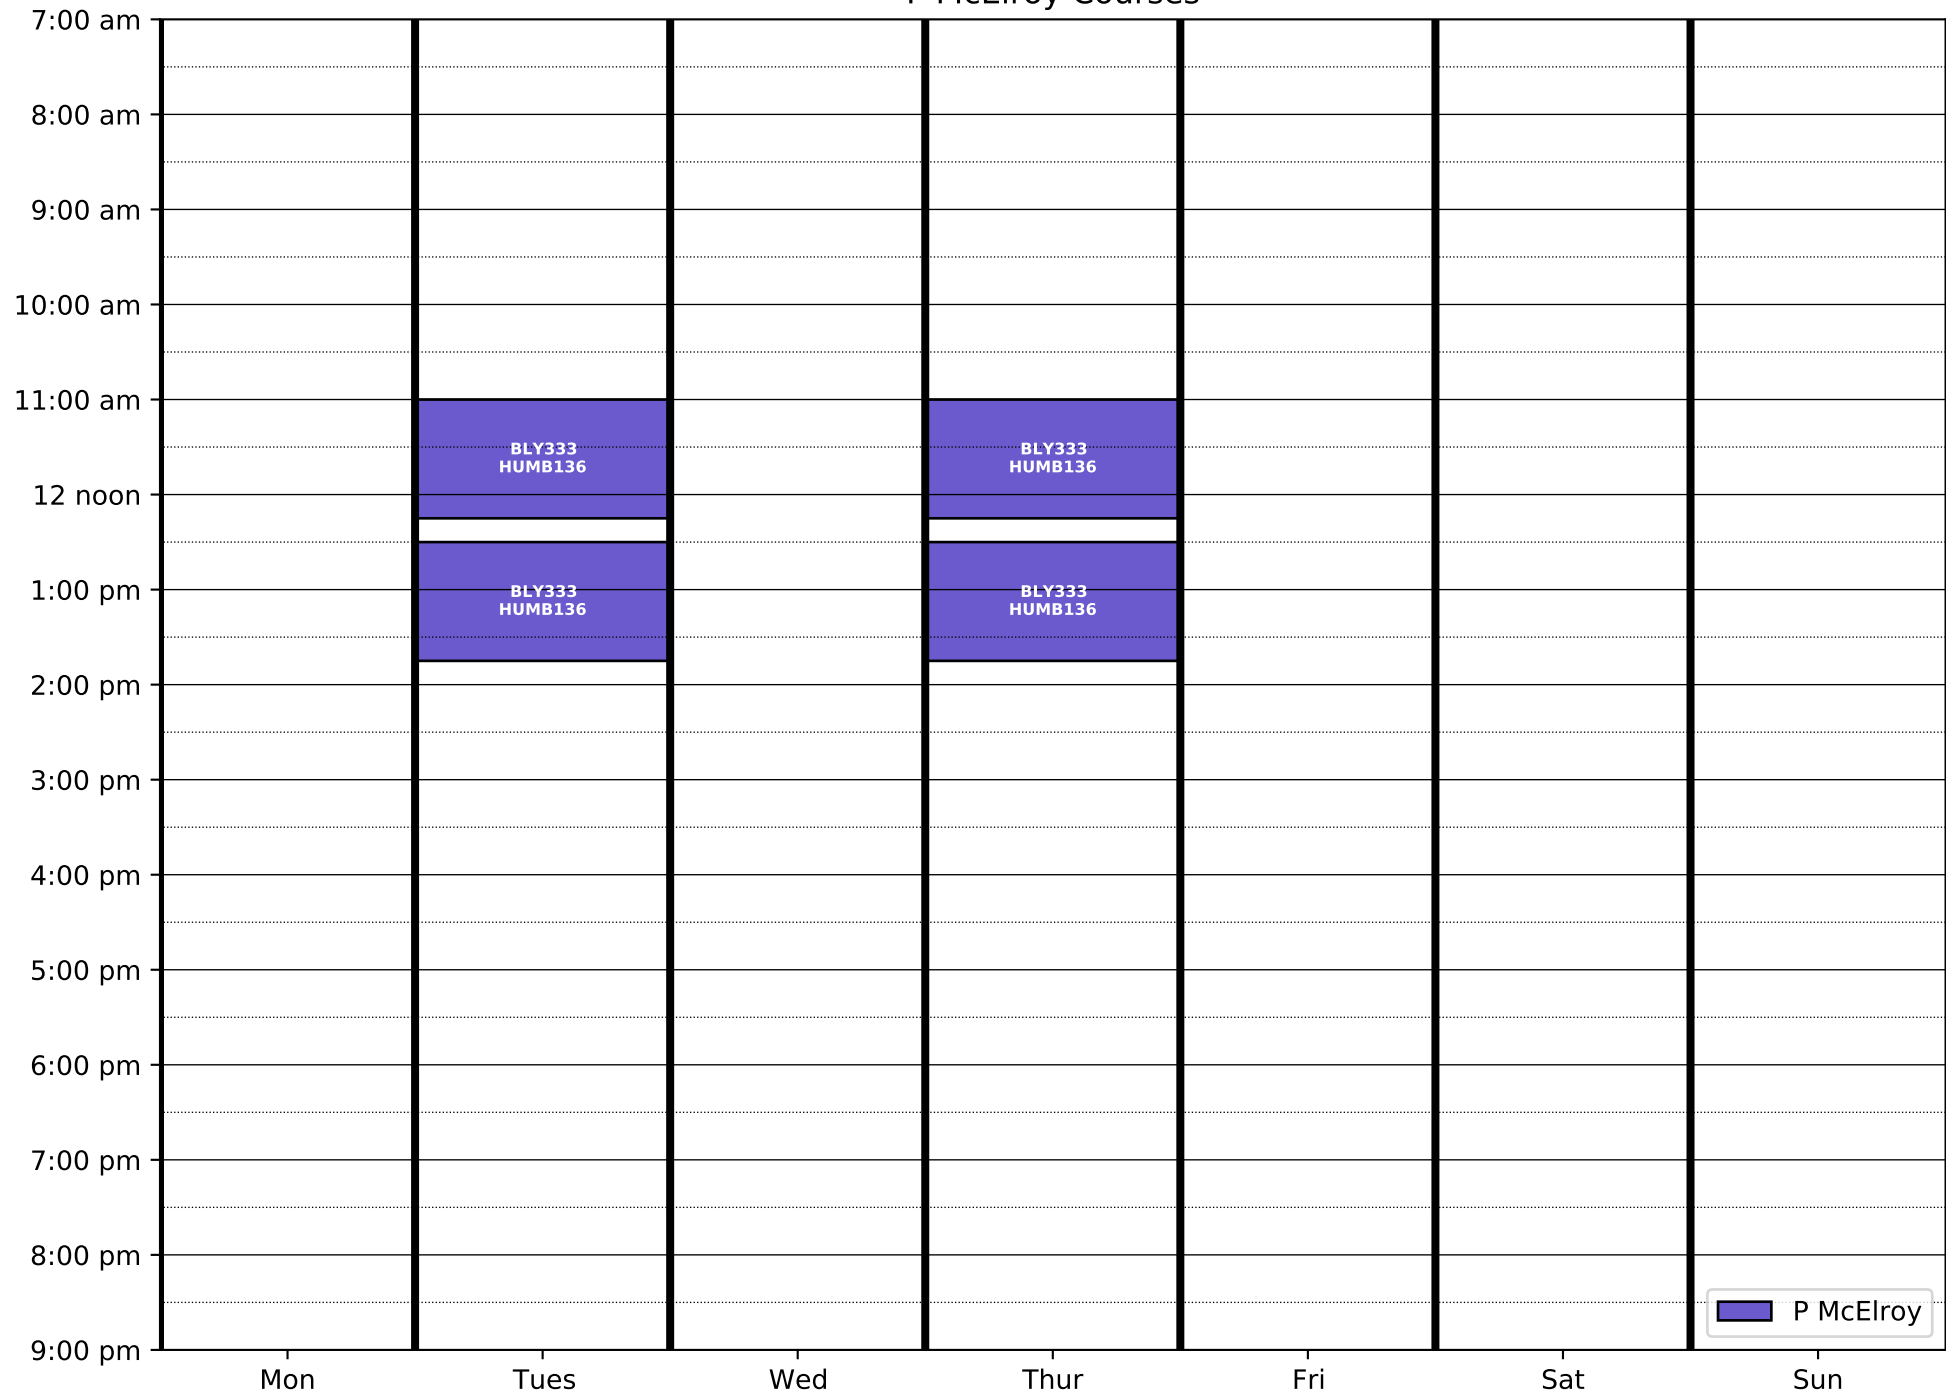 P McElroy Courses
7:00 am
8:00 am
9:00 am
10:00 am
11:00 am
BLY333
HUMB136
BLY333
HUMB136
12 noon
BLY333
HUMB136
BLY333
HUMB136
1:00 pm
2:00 pm
3:00 pm
4:00 pm
5:00 pm
6:00 pm
7:00 pm
8:00 pm
P McElroy
9:00 pm
Mon Tues Wed Thur Fri Sat Sun